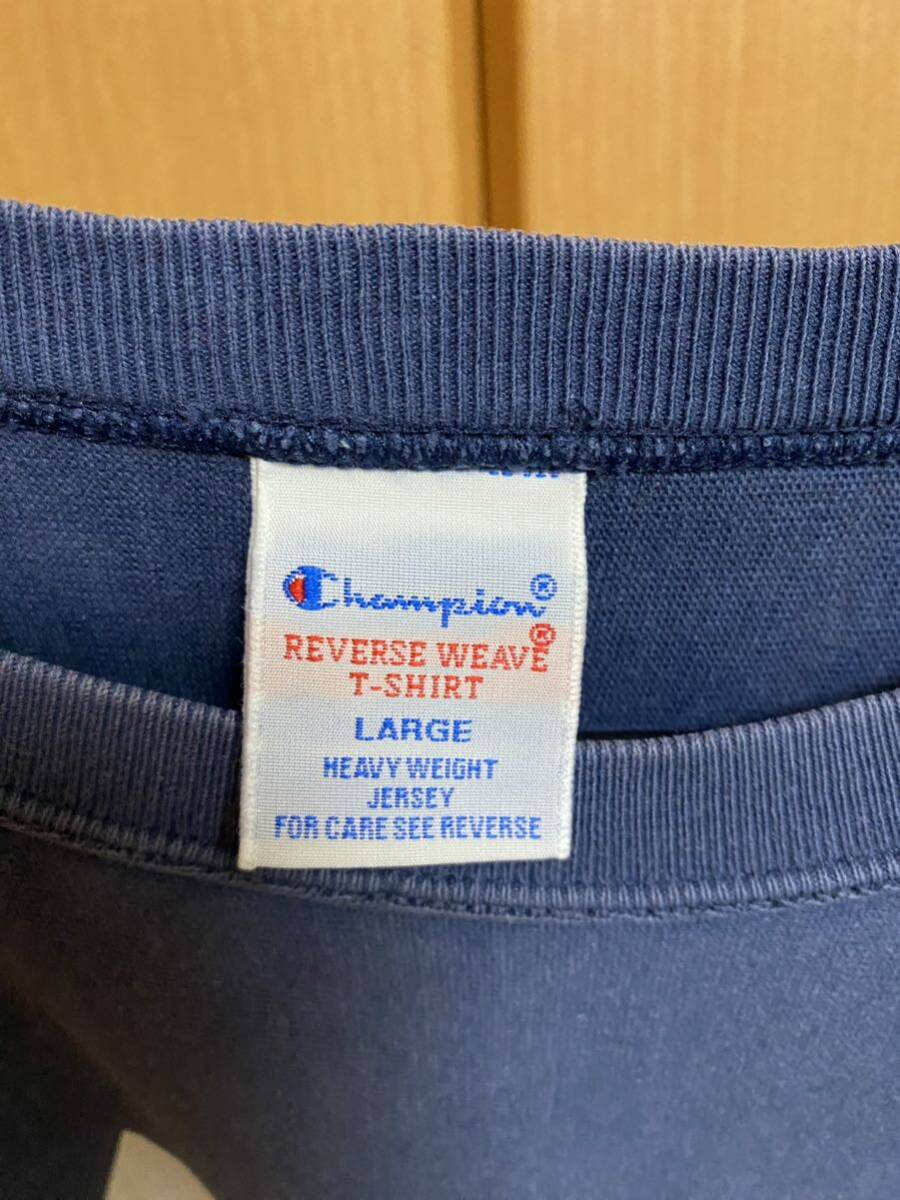 Champion®
REVERSE WEAVE®
T-SHIRT
LARGE
HEAVY WEIGHT
JERSEY
FOR CARE SEE REVERSE